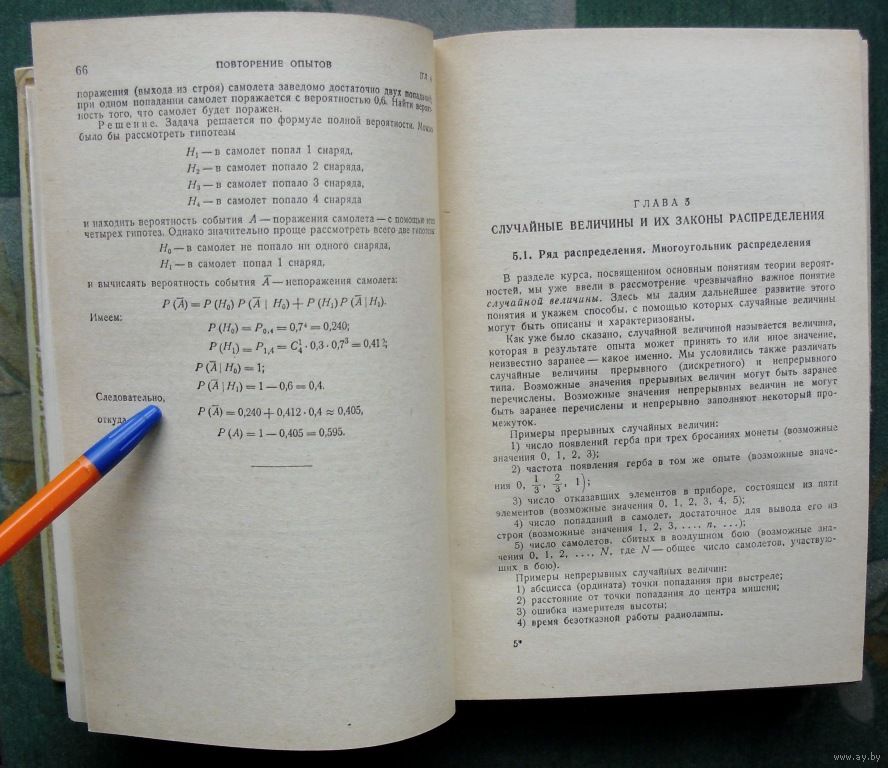 66 ПОВТОРЕНИЕ ОПЫТОВ
поражения (выхода из строя) самолета заведомо достаточно двух
при одном попадании самолет поражается с вероятностью 0,6. Найти
ность того, что самолет будет поражен.
Решение. Задача решается по формуле полной вероятности.
было бы рассмотреть гипотезы
H₁ — в самолет попал 1 снаряд,
H₂ — в самолет попало 2 снаряда,
H₃ — в самолет попало 3 снаряда,
H₄ — в самолет попало 4 снаряда
и находить вероятность события A — поражения самолета — с помощью этих
четырех гипотез. Однако значительно проще рассмотреть всего две гипотезы:
H₀ — в самолет не попало ни одного снаряда,
H₁ — в самолет попал 1 снаряд,
и вычислять вероятность события A̅ — непоражения самолета:
P (A̅) = P (H₀) P (A̅ | H₀) + P (H₁) P (A̅ | H₁).
Имеем:
P (H₀) = P₀,₄ = 0,7⁴ = 0,240;
P (H₁) = P₁,₄ = C₄¹ · 0,3 · 0,7³ = 0,412;
P (A̅ | H₀) = 1;
P (A̅ | H₁) = 1 — 0,6 = 0,4.
Следовательно,
P (A̅) = 0,240 + 0,412 · 0,4 ≈ 0,405,
откуда
P (A) = 1 — 0,405 = 0,595.
ГЛАВА 5
СЛУЧАЙНЫЕ ВЕЛИЧИНЫ И ИХ ЗАКОНЫ РАСПРЕДЕЛЕНИЯ
5.1. Ряд распределения. Многоугольник распределения
В разделе курса, посвященном основным понятиям теории вероят-
ностей, мы уже ввели в рассмотрение чрезвычайно важное понятие
случайной величины. Здесь мы дадим дальнейшее развитие этого
понятия и укажем способы, с помощью которых случайные величины
могут быть описаны и характеризованы.
Как уже было сказано, случайной величиной называется величина,
которая в результате опыта может принять то или иное значение,
неизвестно заранее — какое именно. Мы условились также различать
случайные величины прерывного (дискретного) и непрерывного
типа. Возможные значения прерывных величин могут быть заранее
перечислены. Возможные значения непрерывных величин не могут
быть заранее перечислены и непрерывно заполняют некоторый про-
межуток.
Примеры прерывных случайных величин:
1) число появлений герба при трех бросаниях монеты (возможные
значения 0, 1, 2, 3);
2) частота появления герба в том же опыте (возможные значе-
ния 0, 1/3, 2/3, 1);
3) число отказавших элементов в приборе, состоящем из пяти
элементов (возможные значения 0, 1, 2, 3, 4, 5);
4) число попаданий в самолет, достаточное для вывода его из
строя (возможные значения 1, 2, 3, ..., n, ...);
5) число самолетов, сбитых в воздушном бою (возможные зна-
чения 0, 1, 2, ..., N, где N — общее число самолетов, участвую-
щих в бою).
Примеры непрерывных случайных величин:
1) абсцисса (ордината) точки попадания при выстреле;
2) расстояние от точки попадания до центра мишени;
3) ошибка измерителя высоты;
4) время безотказной работы радиолампы.
5*
www.ay.by